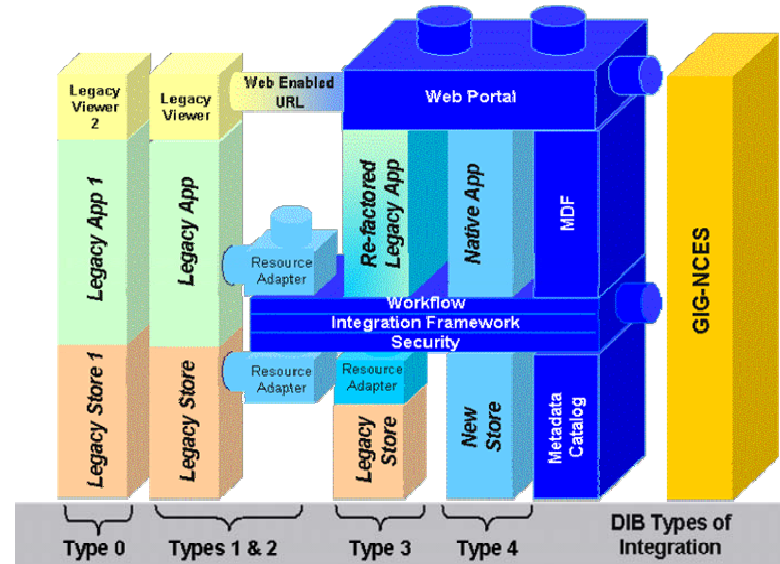 Legacy
Viewer
2
Legacy
Viewer
Web Enabled
URL
Web Portal
Legacy App 1
Legacy App
Re-factored
Legacy App
Native App
MDF
GIG-NCES
Resource
Adapter
Workflow
Integration Framework
Security
Legacy Store 1
Legacy Store
Resource
Adapter
Resource
Adapter
Legacy
Store
New
Store
Metadata
Catalog
Type 0
Types 1 & 2
Type 3
Type 4
DIB Types of
Integration